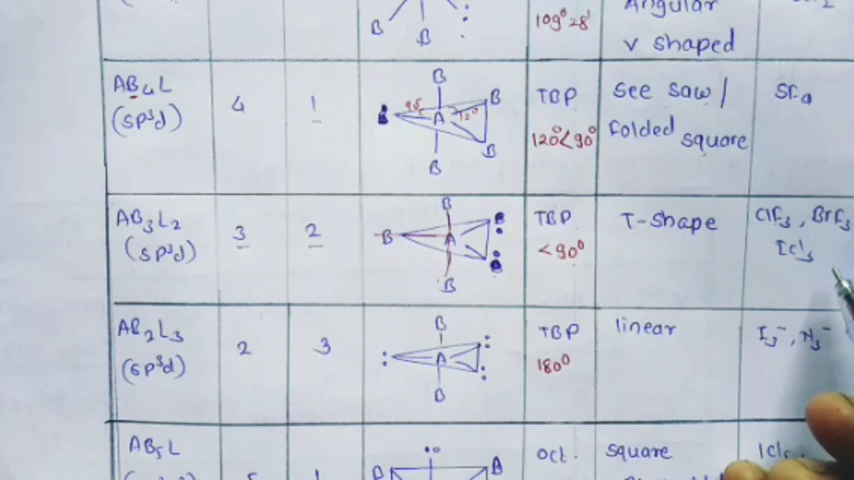 Angular
B B : 109°28' v shaped
AB4L 4 1 B TBP See saw / SF4
(SP³d) B 90° A 120° B 120°<90° folded square
B B
AB3L2 3 2 B TBP T-Shape ClF3, BrF3
(SP³d) B A : <90° ICl3
B :
AB2L3 2 3 B TBP linear I3⁻, N3⁻
(SP³d) : A : 180°
B :
AB5L : oct. square
5 1 B B